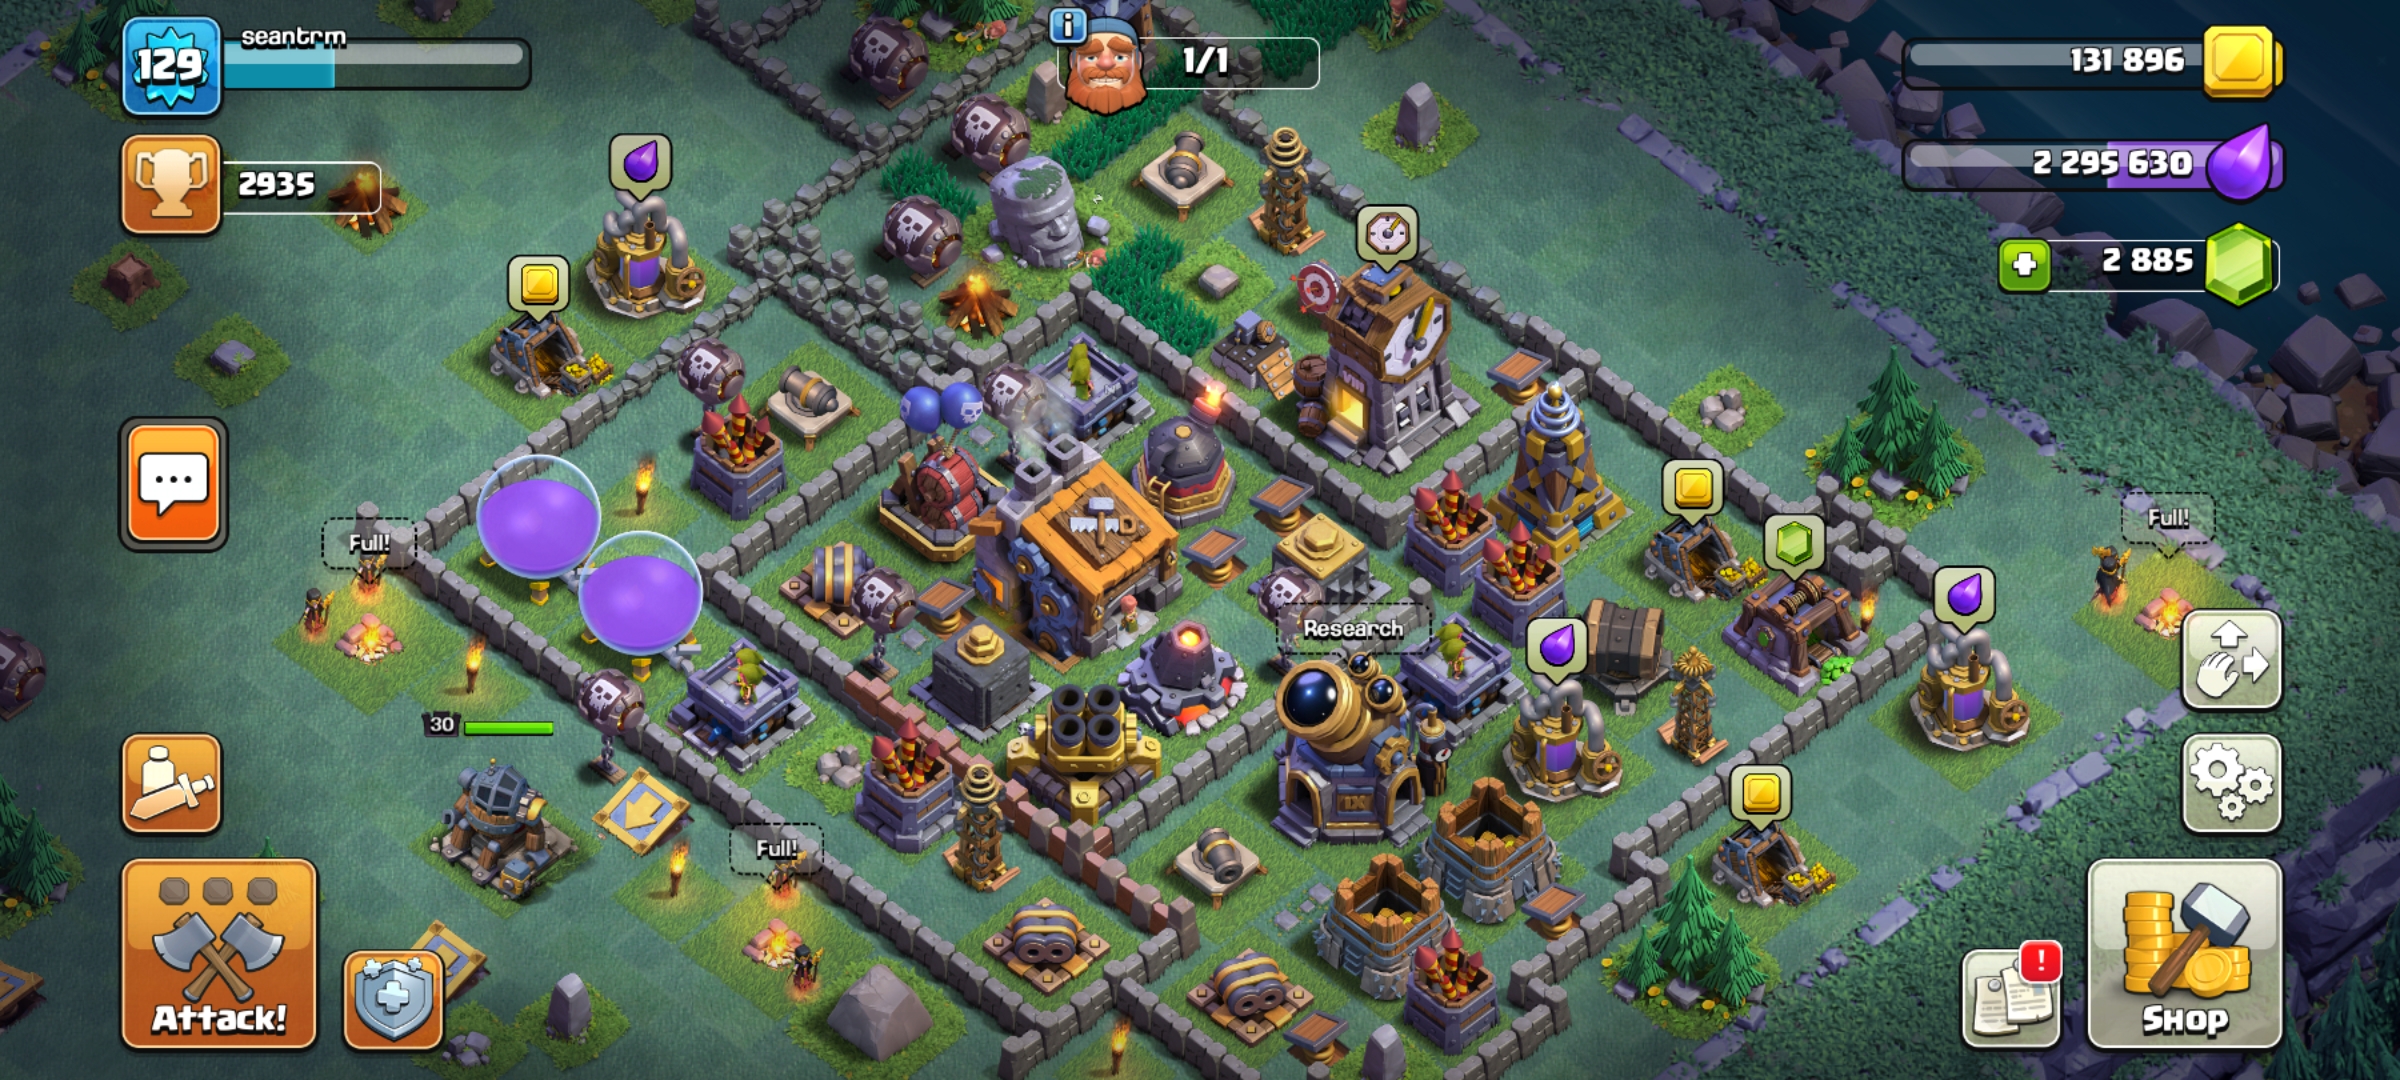 129
seantrm
1/1
131 896
2935
2 295 630
2 885
Full!
Full!
Research
30
Full!
Attack!
Shop
!